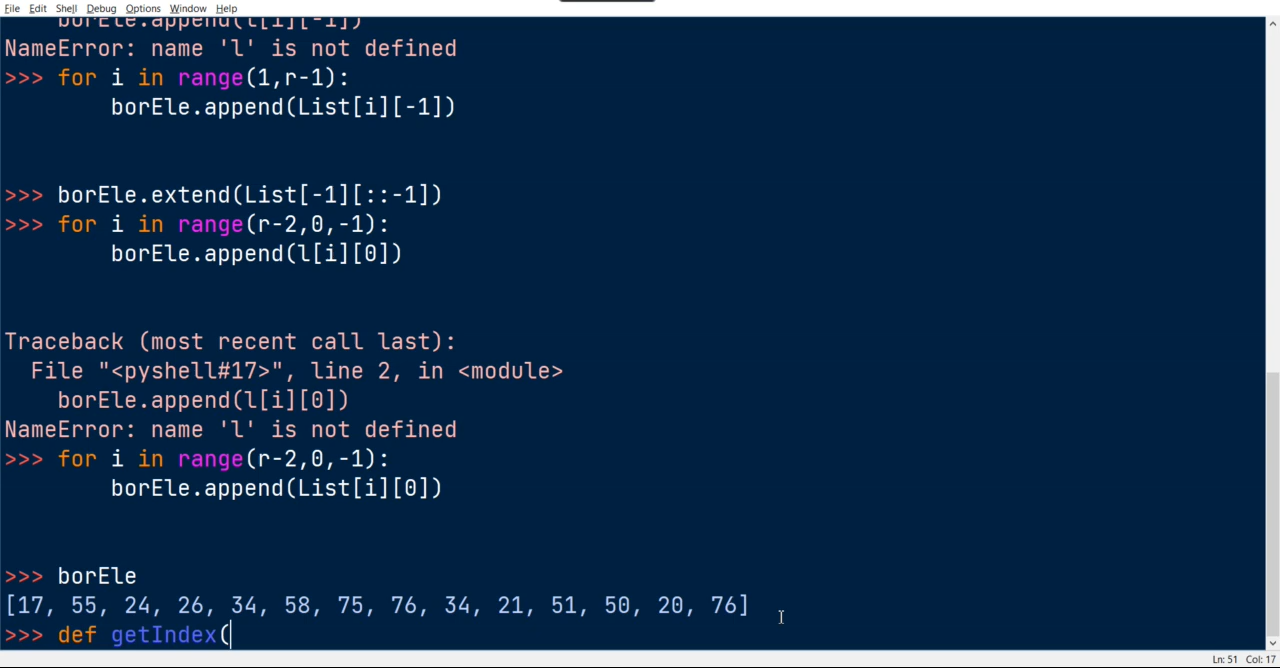 File Edit Shell Debug Options Window Help
borEle.append(l[i][-1])
NameError: name 'l' is not defined
>>> for i in range(1,r-1):
borEle.append(List[i][-1])
>>> borEle.extend(List[-1][::-1])
>>> for i in range(r-2,0,-1):
borEle.append(l[i][0])
Traceback (most recent call last):
File "<pyshell#17>", line 2, in <module>
borEle.append(l[i][0])
NameError: name 'l' is not defined
>>> for i in range(r-2,0,-1):
borEle.append(List[i][0])
>>> borEle
[17, 55, 24, 26, 34, 58, 75, 76, 34, 21, 51, 50, 20, 76]
>>> def getIndex(
Ln: 51 Col: 17